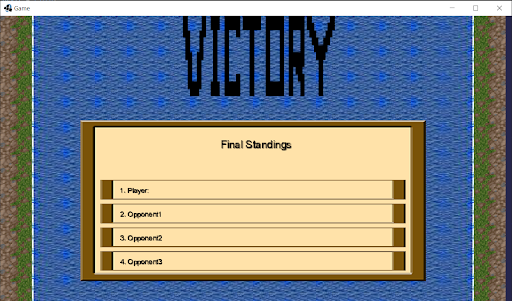 Game
VICTORY
Final Standings
1. Player:
2. Opponent1
3. Opponent2
4. Opponent3